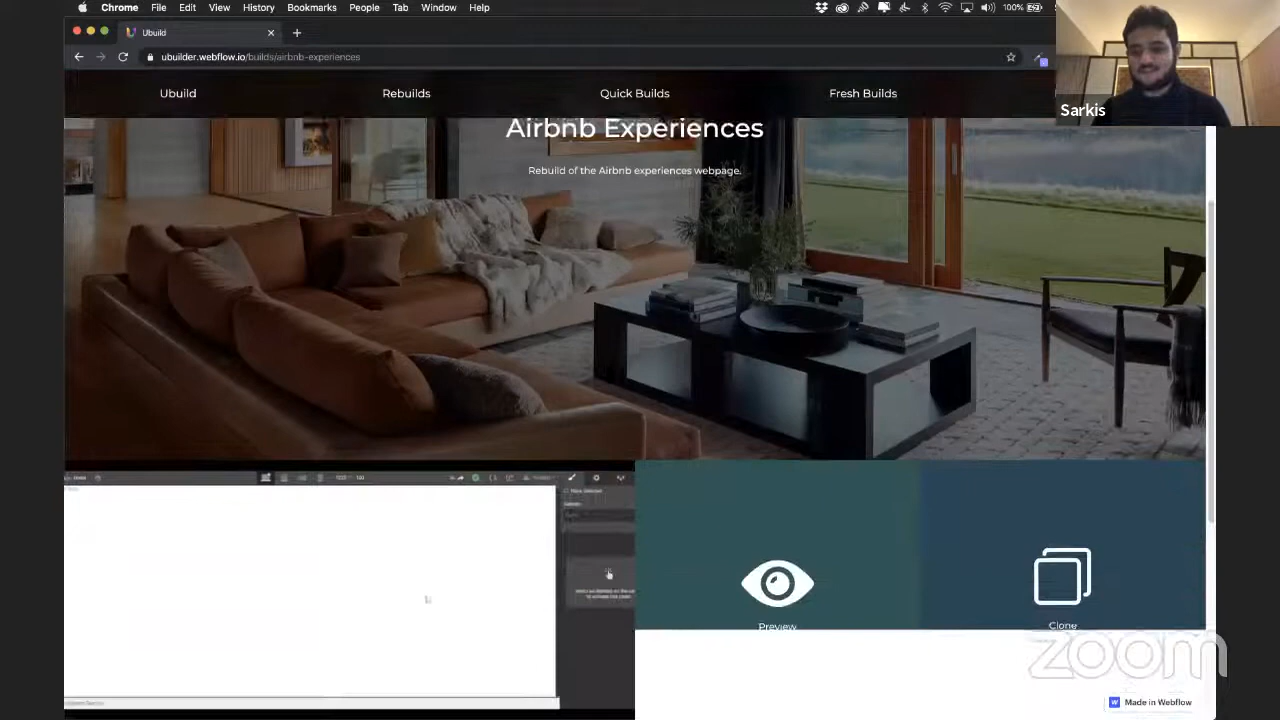 Chrome File Edit View History Bookmarks People Tab Window Help 100%
Ubuild
ubuilder.webflow.io/builds/airbnb-experiences
Ubuild Rebuilds Quick Builds Fresh Builds
Sarkis
Airbnb Experiences
Rebuild of the Airbnb experiences webpage.
Preview
Clone
zoom
Made in Webflow